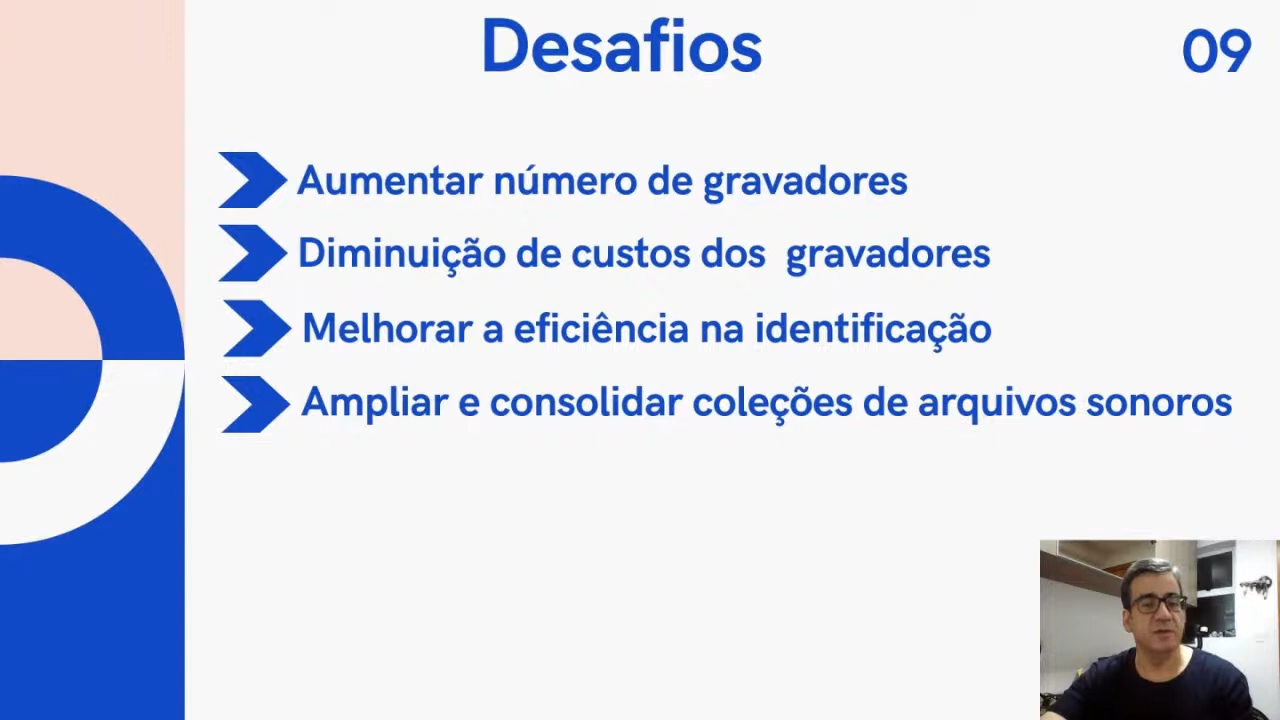 Desafios
09
Aumentar número de gravadores
Diminuição de custos dos  gravadores
Melhorar a eficiência na identificação
Ampliar e consolidar coleções de arquivos sonoros